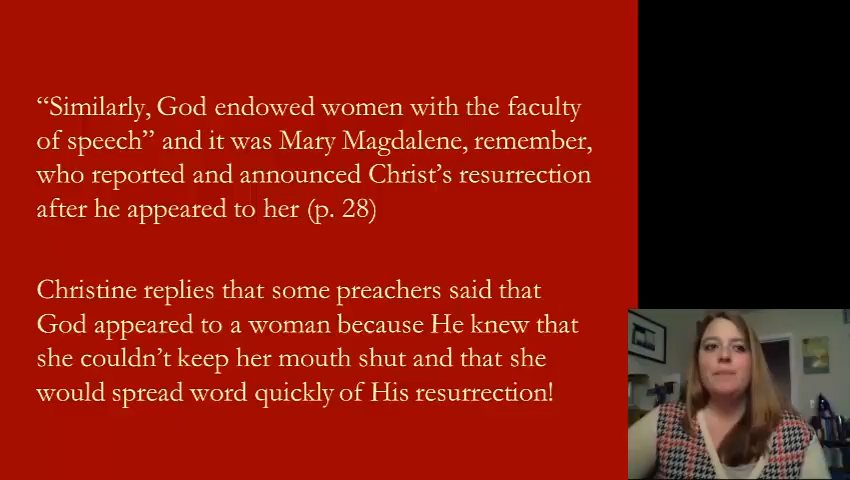 “Similarly, God endowed women with the faculty
of speech” and it was Mary Magdalene, remember,
who reported and announced Christ’s resurrection
after he appeared to her (p. 28)
Christine replies that some preachers said that
God appeared to a woman because He knew that
she couldn’t keep her mouth shut and that she
would spread word quickly of His resurrection!